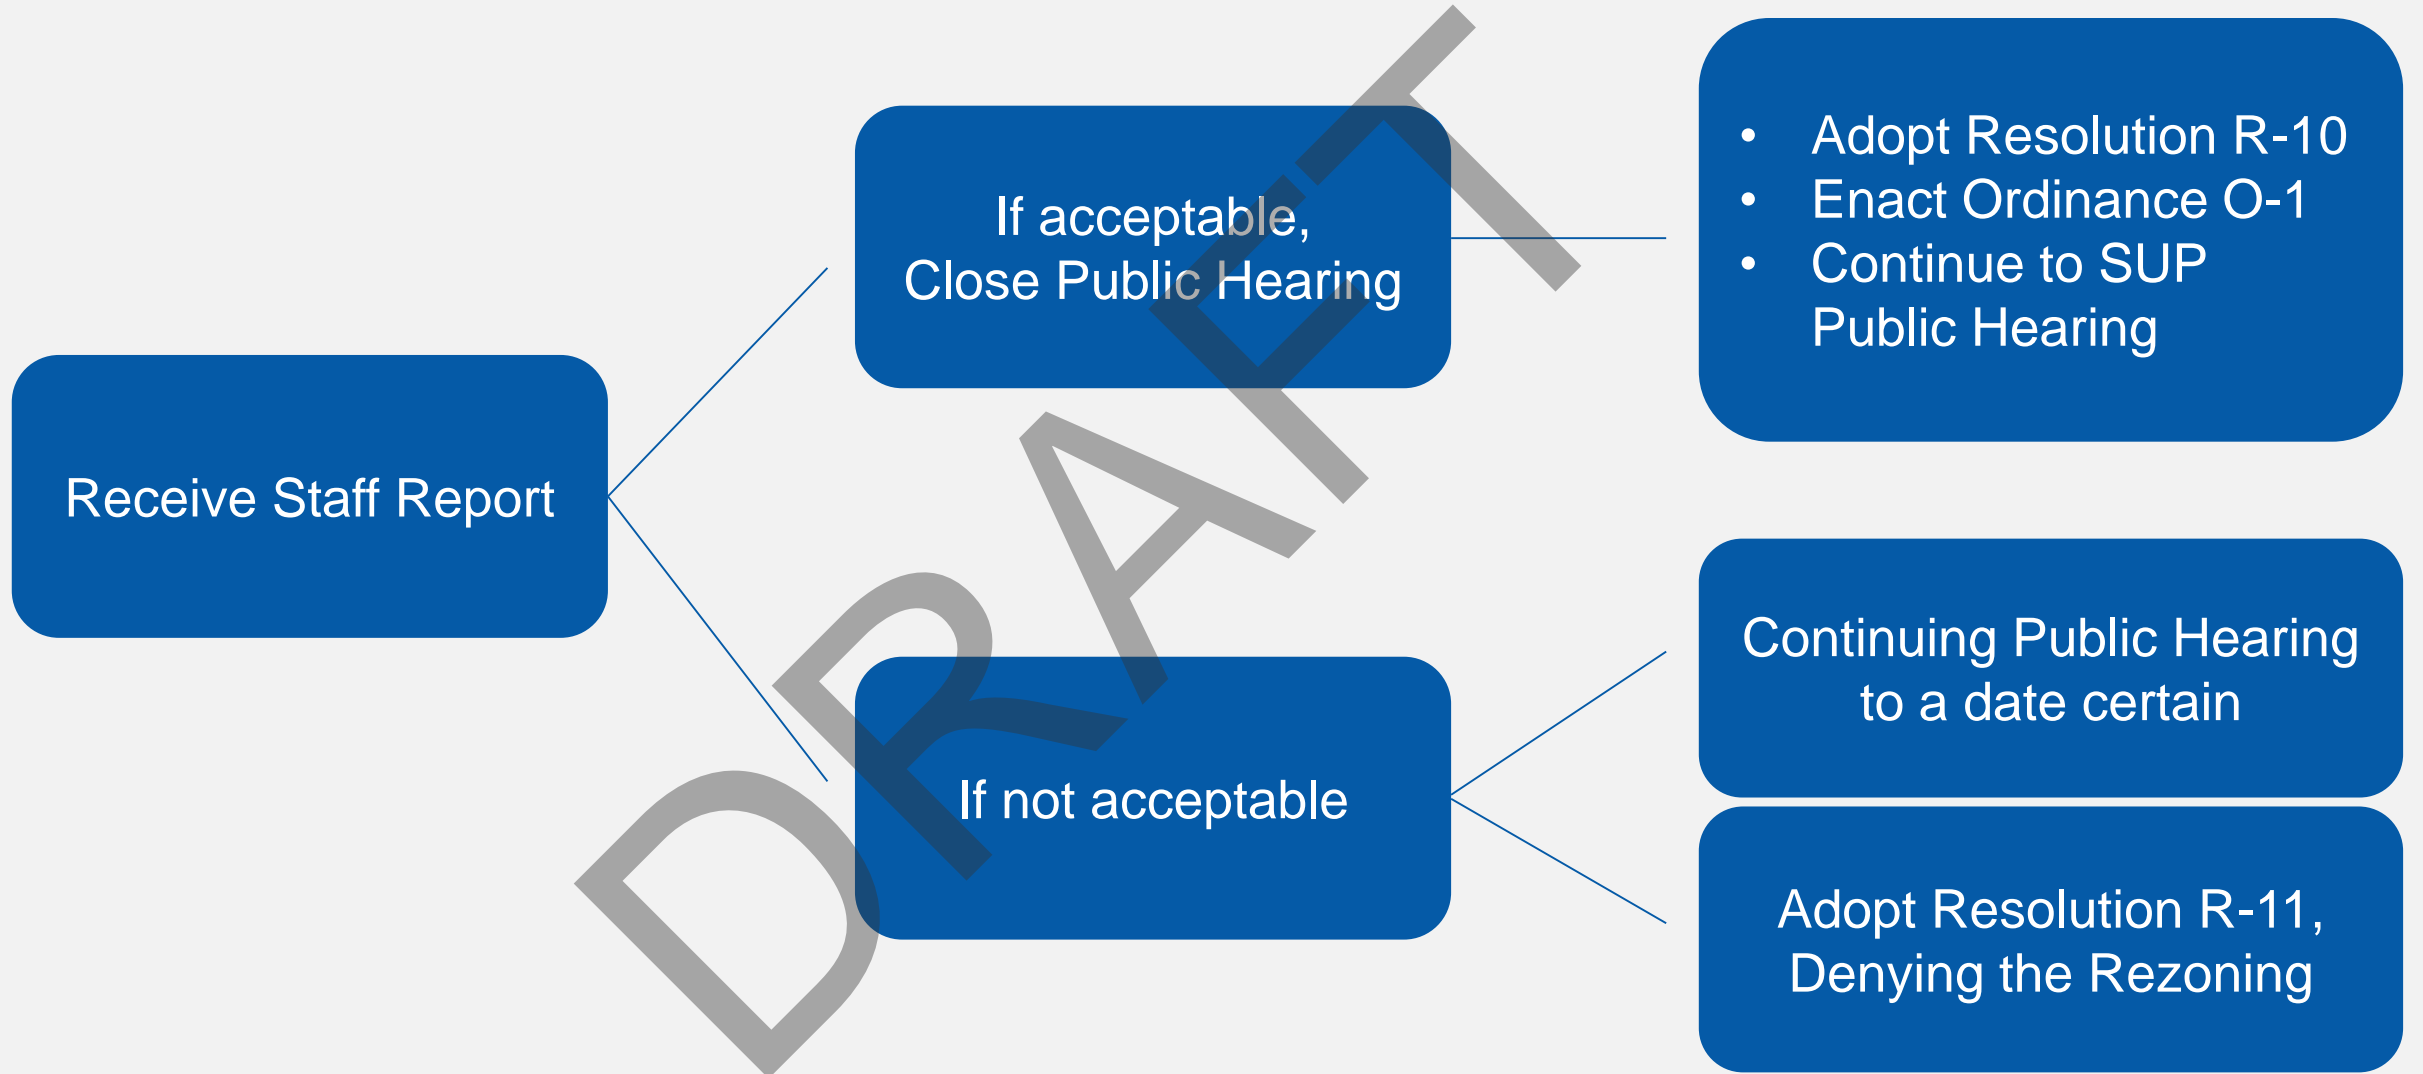 Receive Staff Report
If acceptable,
Close Public Hearing
• Adopt Resolution R-10
• Enact Ordinance O-1
• Continue to SUP
Public Hearing
If not acceptable
Continuing Public Hearing
to a date certain
Adopt Resolution R-11,
Denying the Rezoning
DRAFT